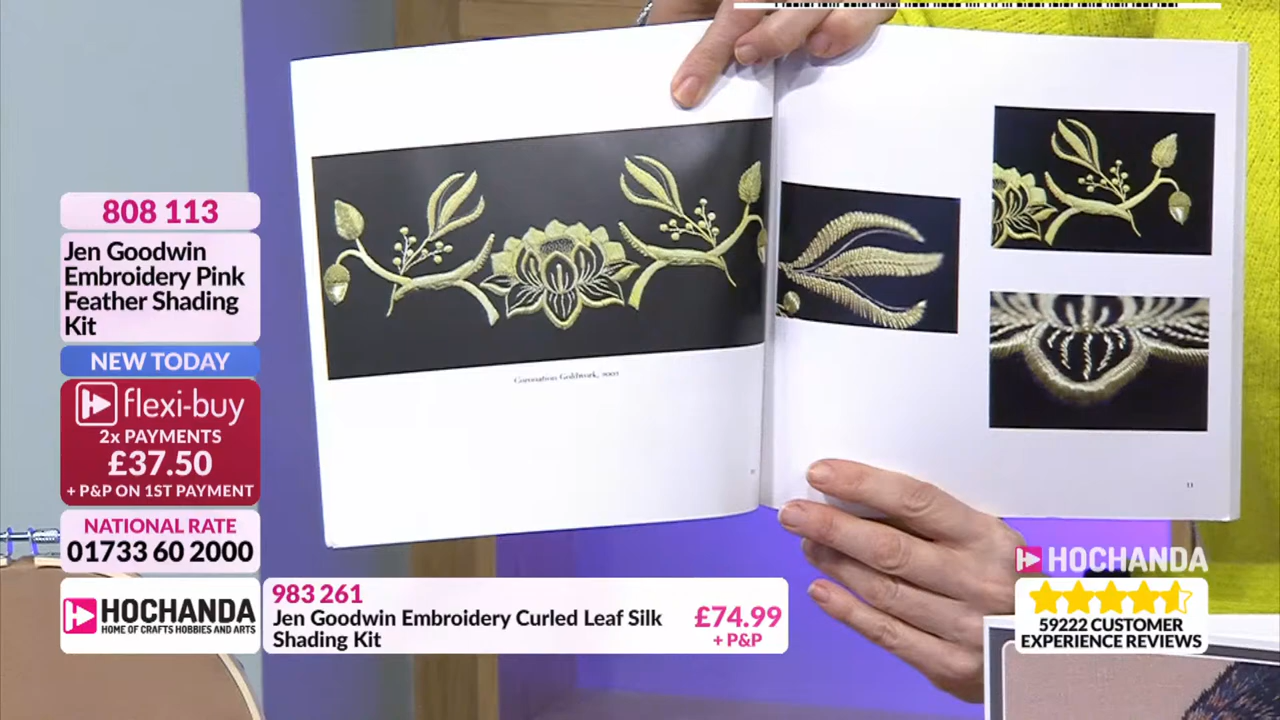 808 113
Jen Goodwin
Embroidery Pink
Feather Shading
Kit
NEW TODAY
flexi-buy
2x PAYMENTS
£37.50
+ P&P ON 1ST PAYMENT
NATIONAL RATE
01733 60 2000
HOCHANDA
HOME OF CRAFTS HOBBIES AND ARTS
983 261
Jen Goodwin Embroidery Curled Leaf Silk
Shading Kit
£74.99
+ P&P
Coronation Goldwork,
HOCHANDA
59222 CUSTOMER
EXPERIENCE REVIEWS